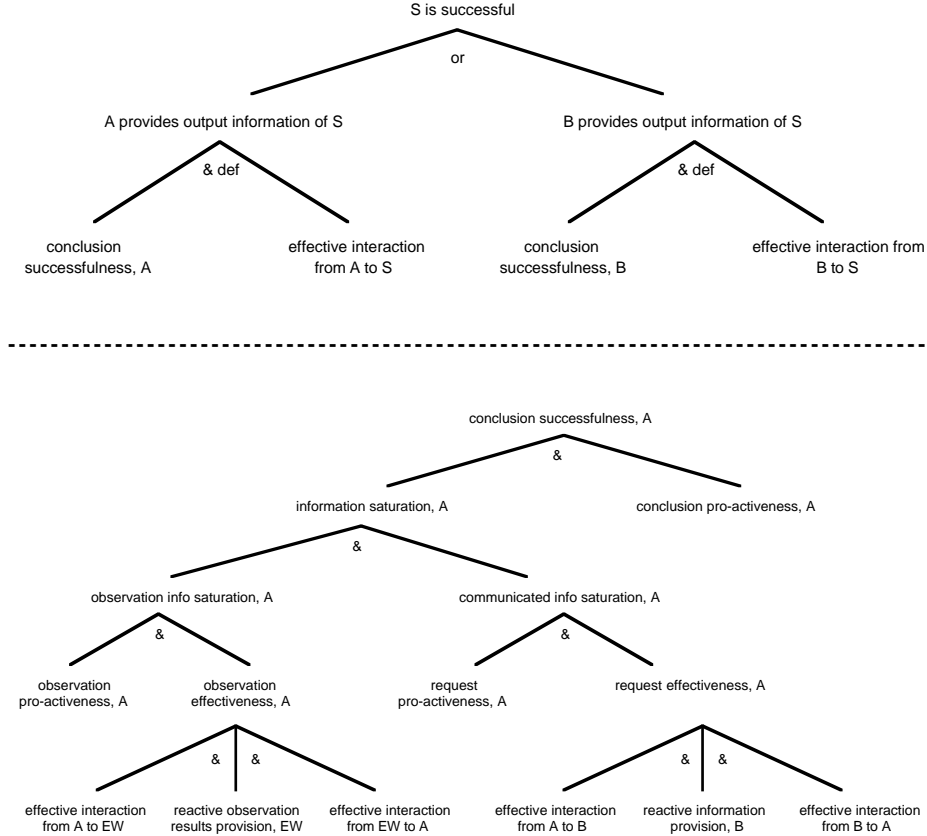 S is successful
or
A provides output information of S
B provides output information of S
& def
& def
conclusion
successfulness, A
effective interaction
from A to S
conclusion
successfulness, B
effective interaction from
B to S
conclusion successfulness, A
&
information saturation, A
conclusion pro-activeness, A
&
observation info saturation, A
communicated info saturation, A
&
&
observation
pro-activeness, A
observation
effectiveness, A
request
pro-activeness, A
request effectiveness, A
& &
& &
effective interaction
from A to EW
reactive observation
results provision, EW
effective interaction
from EW to A
effective interaction
from A to B
reactive information
provision, B
effective interaction
from B to A